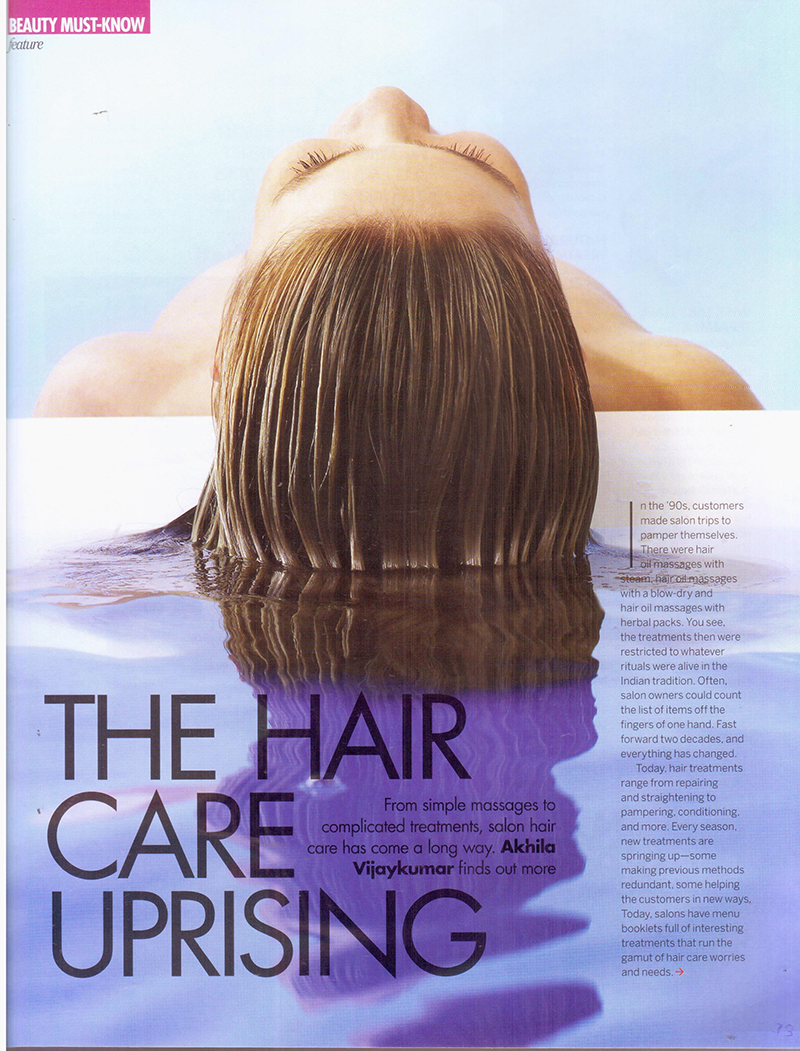 BEAUTY MUST-KNOW
feature
THE HAIR
CARE
UPRISING
From simple massages to
complicated treatments, salon hair
care has come a long way. Akhila
Vijaykumar finds out more
In the '90s, customers
made salon trips to
pamper themselves.
There were hair
oil massages with
steam, hair oil massages
with a blow-dry and
hair oil massages with
herbal packs. You see,
the treatments then were
restricted to whatever
rituals were alive in the
Indian tradition. Often,
salon owners could count
the list of items off the
fingers of one hand. Fast
forward two decades, and
everything has changed.
Today, hair treatments
range from repairing
and straightening to
pampering, conditioning,
and more. Every season,
new treatments are
springing up—some
making previous methods
redundant, some helping
the customers in new ways.
Today, salons have menu
booklets full of interesting
treatments that run the
gamut of hair care worries
and needs.→
73